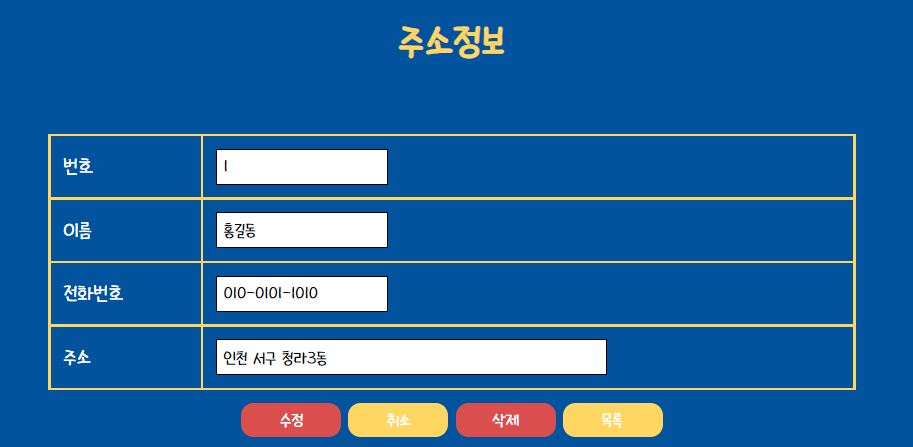 주소정보
번호 1
이름 홍길동
전화번호 010-0101-1010
주소 인천 서구 청라3동
수정 취소 삭제 목록